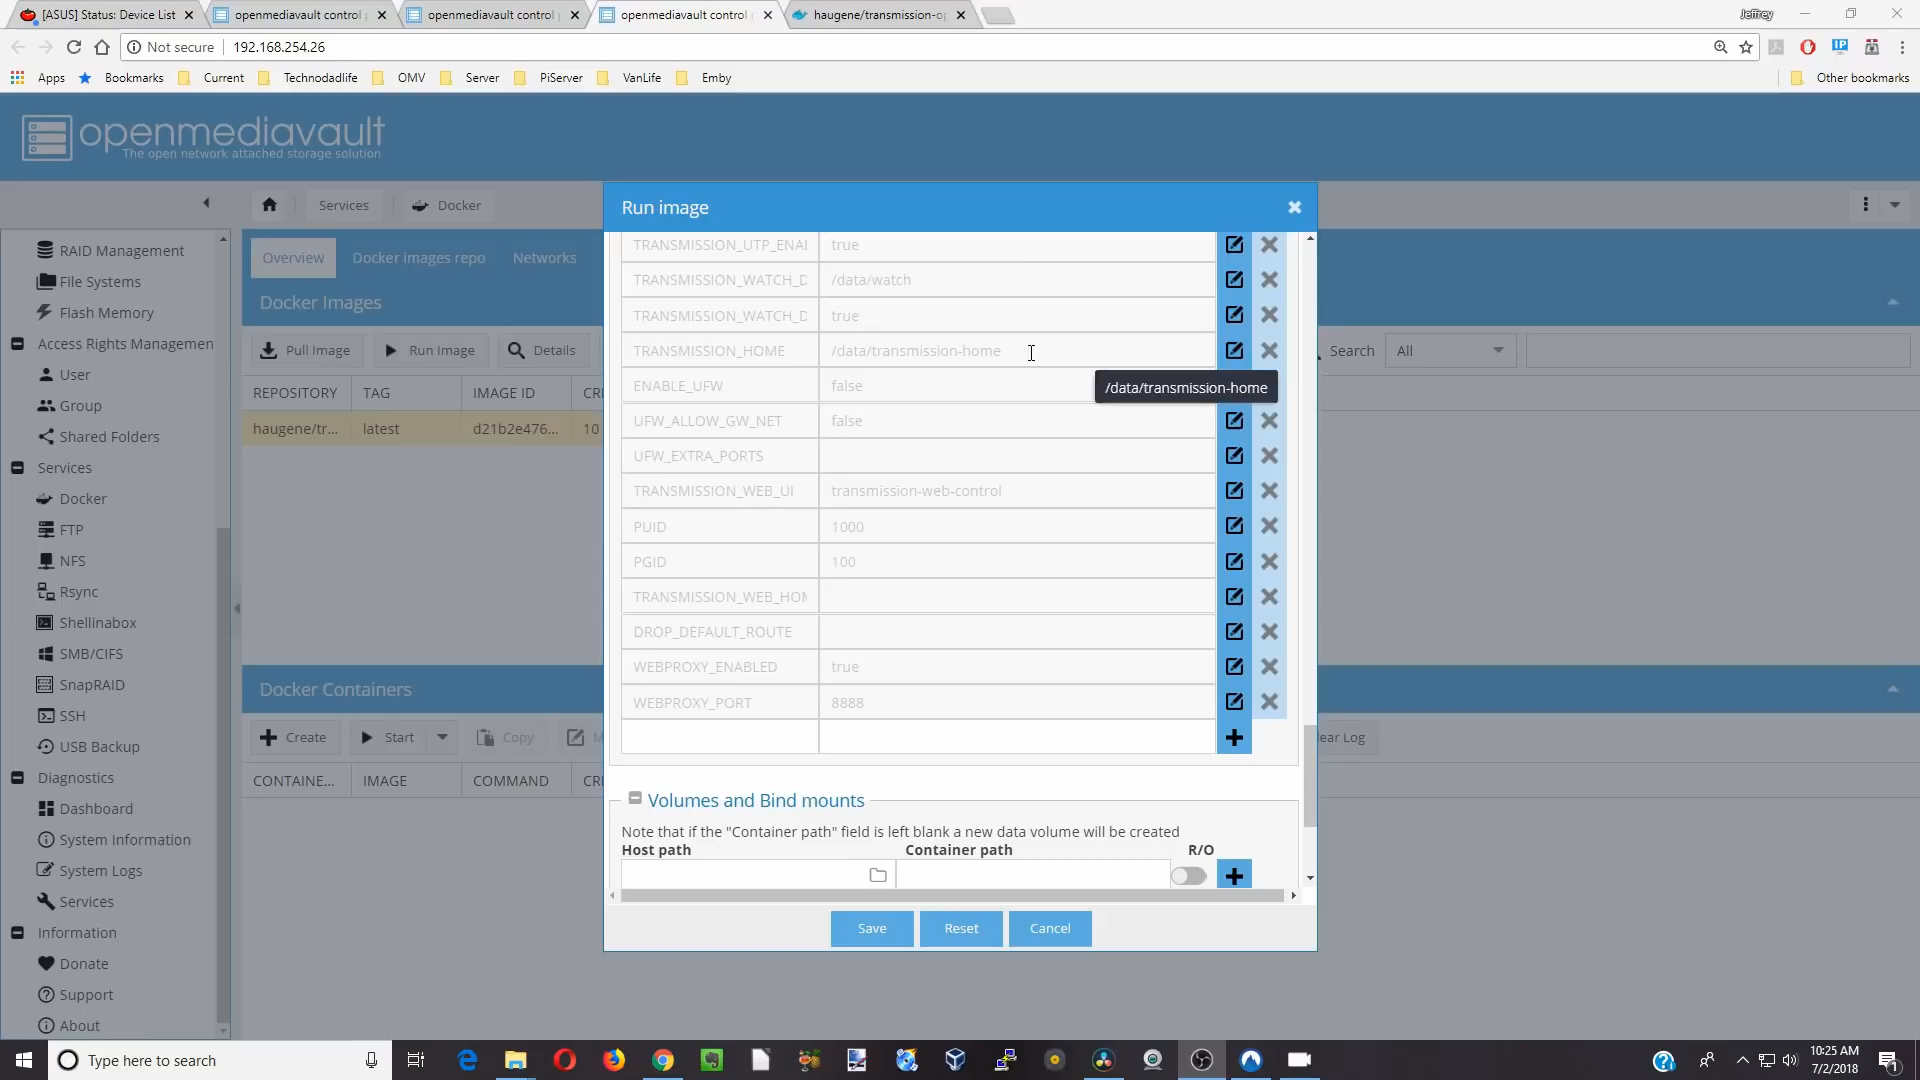 [ASUS] Status: Device List
openmediavault control
openmediavault control
openmediavault control
haugene/transmission-op
Jeffrey
Not secure
192.168.254.26
Apps
Bookmarks
Current
Technodadlife
OMV
Server
PiServer
VanLife
Emby
Other bookmarks
openmediavault
The open network attached storage solution
Services
Docker
RAID Management
File Systems
Flash Memory
Access Rights Managemen
User
Group
Shared Folders
Services
Docker
FTP
NFS
Rsync
Shellinabox
SMB/CIFS
SnapRAID
SSH
USB Backup
Diagnostics
Dashboard
System Information
System Logs
Services
Information
Donate
Support
About
Overview
Docker images repo
Networks
Docker Images
Pull Image
Run Image
Details
Search
All
REPOSITORY
TAG
IMAGE ID
CRE
haugene/tr...
latest
d21b2e476...
10
Docker Containers
Create
Start
Copy
M
ear Log
CONTAINE...
IMAGE
COMMAND
CRE
Run image
TRANSMISSION_UTP_ENAI
true
TRANSMISSION_WATCH_D
/data/watch
TRANSMISSION_WATCH_D
true
TRANSMISSION_HOME
/data/transmission-home
/data/transmission-home
ENABLE_UFW
false
UFW_ALLOW_GW_NET
false
UFW_EXTRA_PORTS
TRANSMISSION_WEB_UI
transmission-web-control
PUID
1000
PGID
100
TRANSMISSION_WEB_HOM
DROP_DEFAULT_ROUTE
WEBPROXY_ENABLED
true
WEBPROXY_PORT
8888
Volumes and Bind mounts
Note that if the "Container path" field is left blank a new data volume will be created
Host path
Container path
R/O
Save
Reset
Cancel
Type here to search
10:25 AM
7/2/2018
1